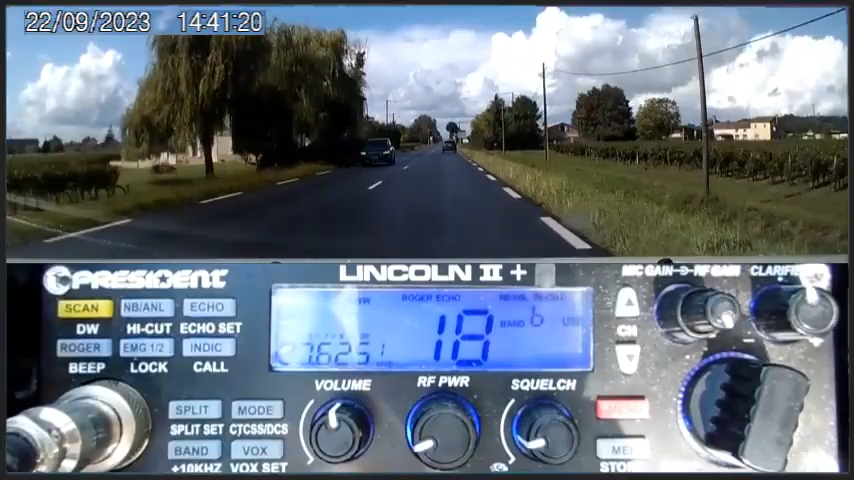 22/09/2023 14:41:20
PRESIDENT LINCOLN II + MIC GAIN RF GAIN CLARIFIER
SCAN NB/ANL ECHO
DW HI-CUT ECHO SET
ROGER EMG 1/2 INDIC
BEEP LOCK CALL
ROGER ECHO
18 BAND b
CH
VOLUME RF PWR SQUELCH
SPLIT MODE
SPLIT SET CTCSS/DCS
BAND VOX
+10KHZ VOX SET
MENU